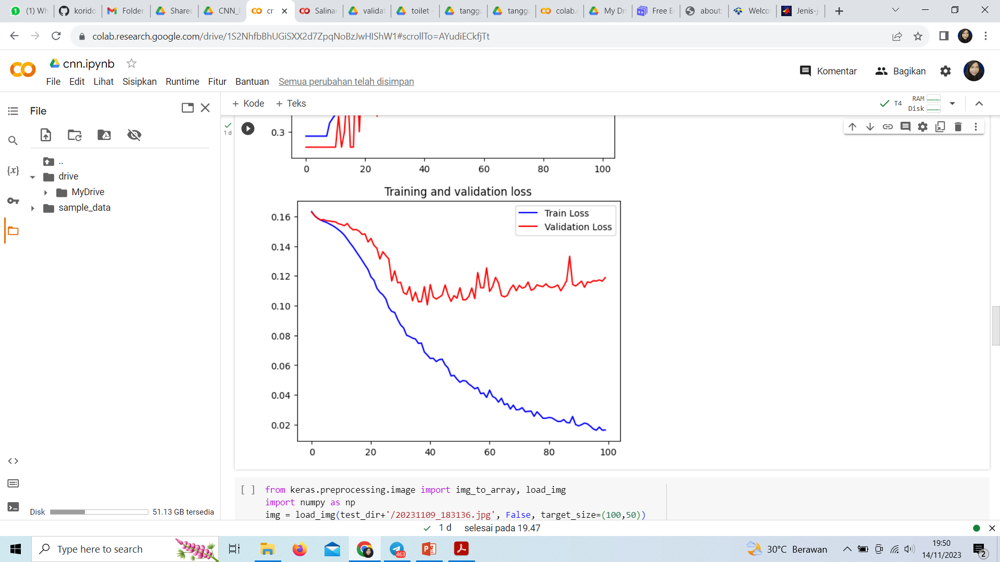 (1) Wh
korido
Folder
Shared
CNN_
cr
Salinar
validat
toilet -
tangga
tangga
colab.
My Dri
Free E
about:
Welco
Jenis-j
colab.research.google.com/drive/1S2NhfbBhUGiSXX2d7ZpqNoBzJwHIShW1#scrollTo=AYudiECkfjTt
cnn.ipynb
Komentar
Bagikan
File Edit Lihat Sisipkan Runtime Fitur Bantuan Semua perubahan telah disimpan
File
+ Kode + Teks
T4 RAM
Disk
1 d
0.3
..
drive
MyDrive
sample_data
{x}
0 20 40 60 80 100
Training and validation loss
Train Loss
Validation Loss
0.16
0.14
0.12
0.10
0.08
0.06
0.04
0.02
0 20 40 60 80 100
[ ] from keras.preprocessing.image import img_to_array, load_img
import numpy as np
img = load_img(test_dir+'/20231109_183136.jpg', False, target_size=(100,50))
Disk 51.13 GB tersedia
1 d selesai pada 19.47
Type here to search
463
30°C Berawan
19:50
14/11/2023
2